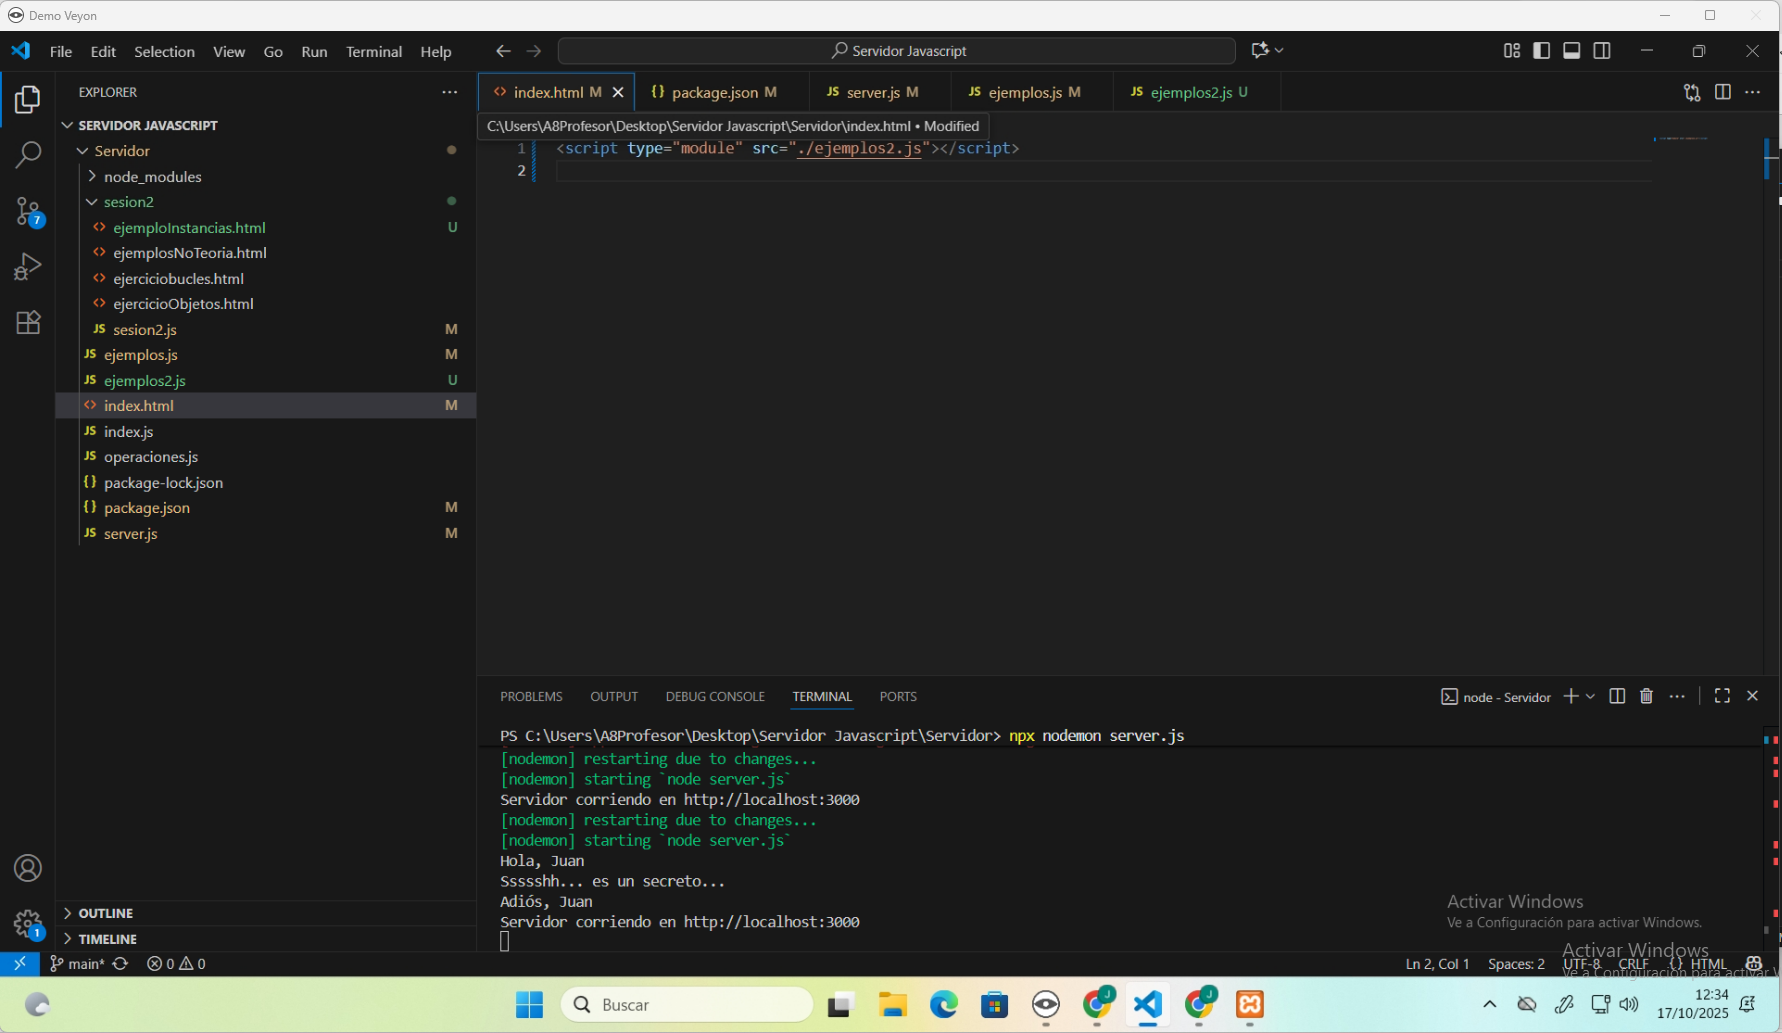 Demo Veyon
File Edit Selection View Go Run Terminal Help
Servidor Javascript
EXPLORER
index.html M
package.json M
server.js M
ejemplos.js M
ejemplos2.js U
C:\Users\A8Profesor\Desktop\Servidor Javascript\Servidor\index.html • Modified
SERVIDOR JAVASCRIPT
Servidor
node_modules
sesion2
ejemploInstancias.html U
ejemplosNoTeoria.html
ejerciciobucles.html
ejercicioObjetos.html
JS sesion2.js M
JS ejemplos.js M
JS ejemplos2.js U
index.html M
JS index.js
JS operaciones.js
{} package-lock.json
{} package.json M
JS server.js M
OUTLINE
TIMELINE
1 <script type="module" src="./ejemplos2.js"></script>
2
PROBLEMS OUTPUT DEBUG CONSOLE TERMINAL PORTS
node - Servidor
PS C:\Users\A8Profesor\Desktop\Servidor Javascript\Servidor> npx nodemon server.js
[nodemon] restarting due to changes...
[nodemon] starting `node server.js`
Servidor corriendo en http://localhost:3000
[nodemon] restarting due to changes...
[nodemon] starting `node server.js`
Hola, Juan
Ssssshh... es un secreto...
Adiós, Juan
Servidor corriendo en http://localhost:3000
Activar Windows
Ve a Configuración para activar Windows.
Activar Windows
Ve a Configuración para activar W
main* 0 0
Ln 2, Col 1 Spaces: 2 UTF-8 CRLF {} HTML
7
1
Buscar
12:34
17/10/2025